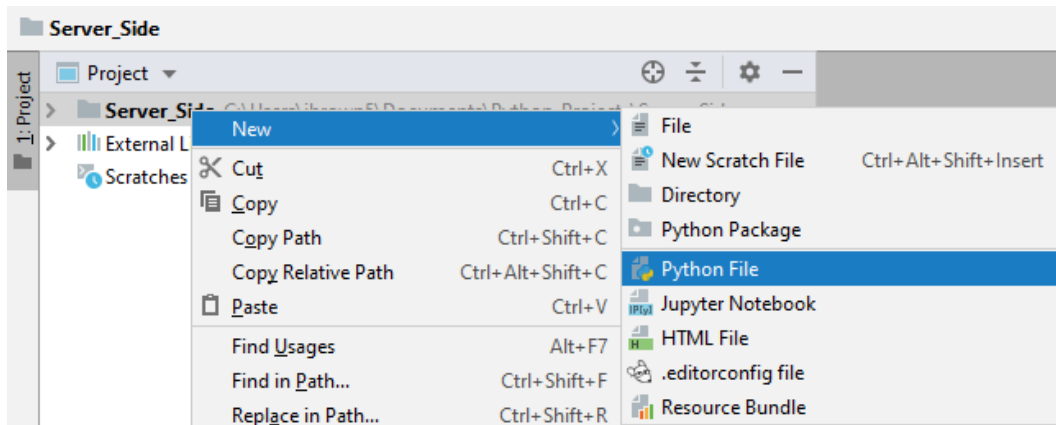 Server_Side
Project
1: Project
Server_Si
New
File
External L
Cut Ctrl+X
New Scratch File Ctrl+Alt+Shift+Insert
Scratches
Copy Ctrl+C
Directory
Copy Path Ctrl+Shift+C
Python Package
Copy Relative Path Ctrl+Alt+Shift+C
Python File
Paste Ctrl+V
Jupyter Notebook
Find Usages Alt+F7
HTML File
Find in Path... Ctrl+Shift+F
.editorconfig file
Replace in Path... Ctrl+Shift+R
Resource Bundle